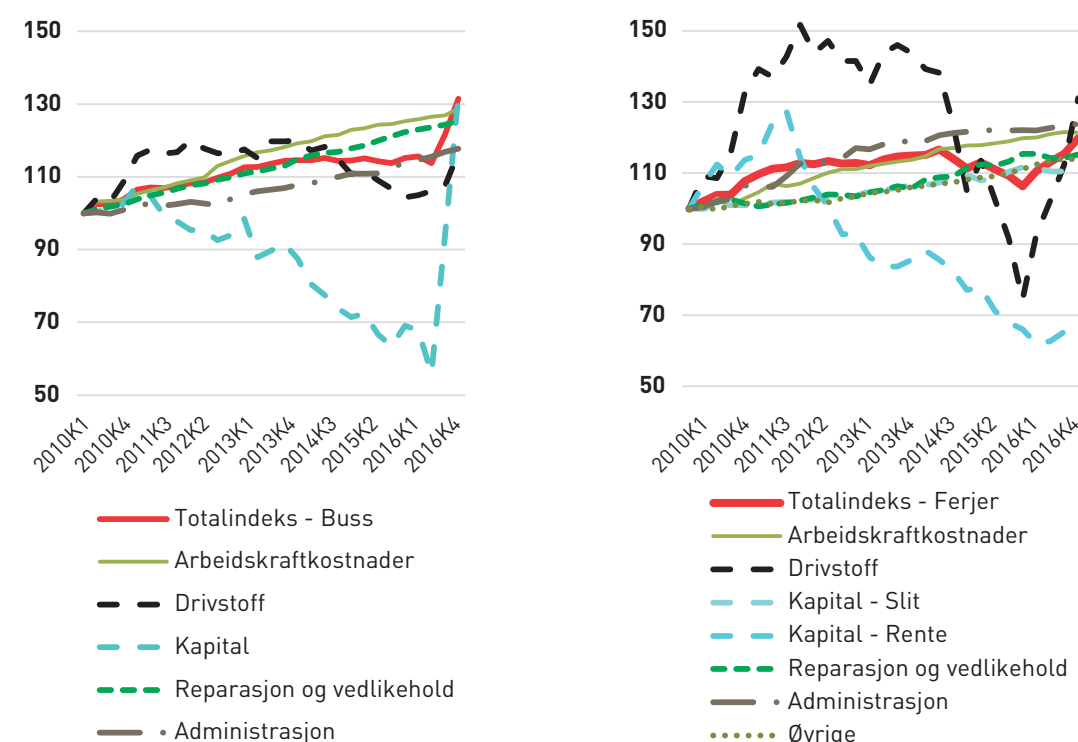 150
130
110
90
70
50
2010K1
2010K4
2011K3
2012K2
2013K1
2013K4
2014K3
2015K2
2016K1
2016K4
Totalindeks - Buss
Arbeidskraftkostnader
Drivstoff
Kapital
Reparasjon og vedlikehold
Administrasjon
150
130
110
90
70
50
2010K1
2010K4
2011K3
2012K2
2013K1
2013K4
2014K3
2015K2
2016K1
2016K4
Totalindeks - Ferjer
Arbeidskraftkostnader
Drivstoff
Kapital - Slit
Kapital - Rente
Reparasjon og vedlikehold
Administrasjon
Øvrige